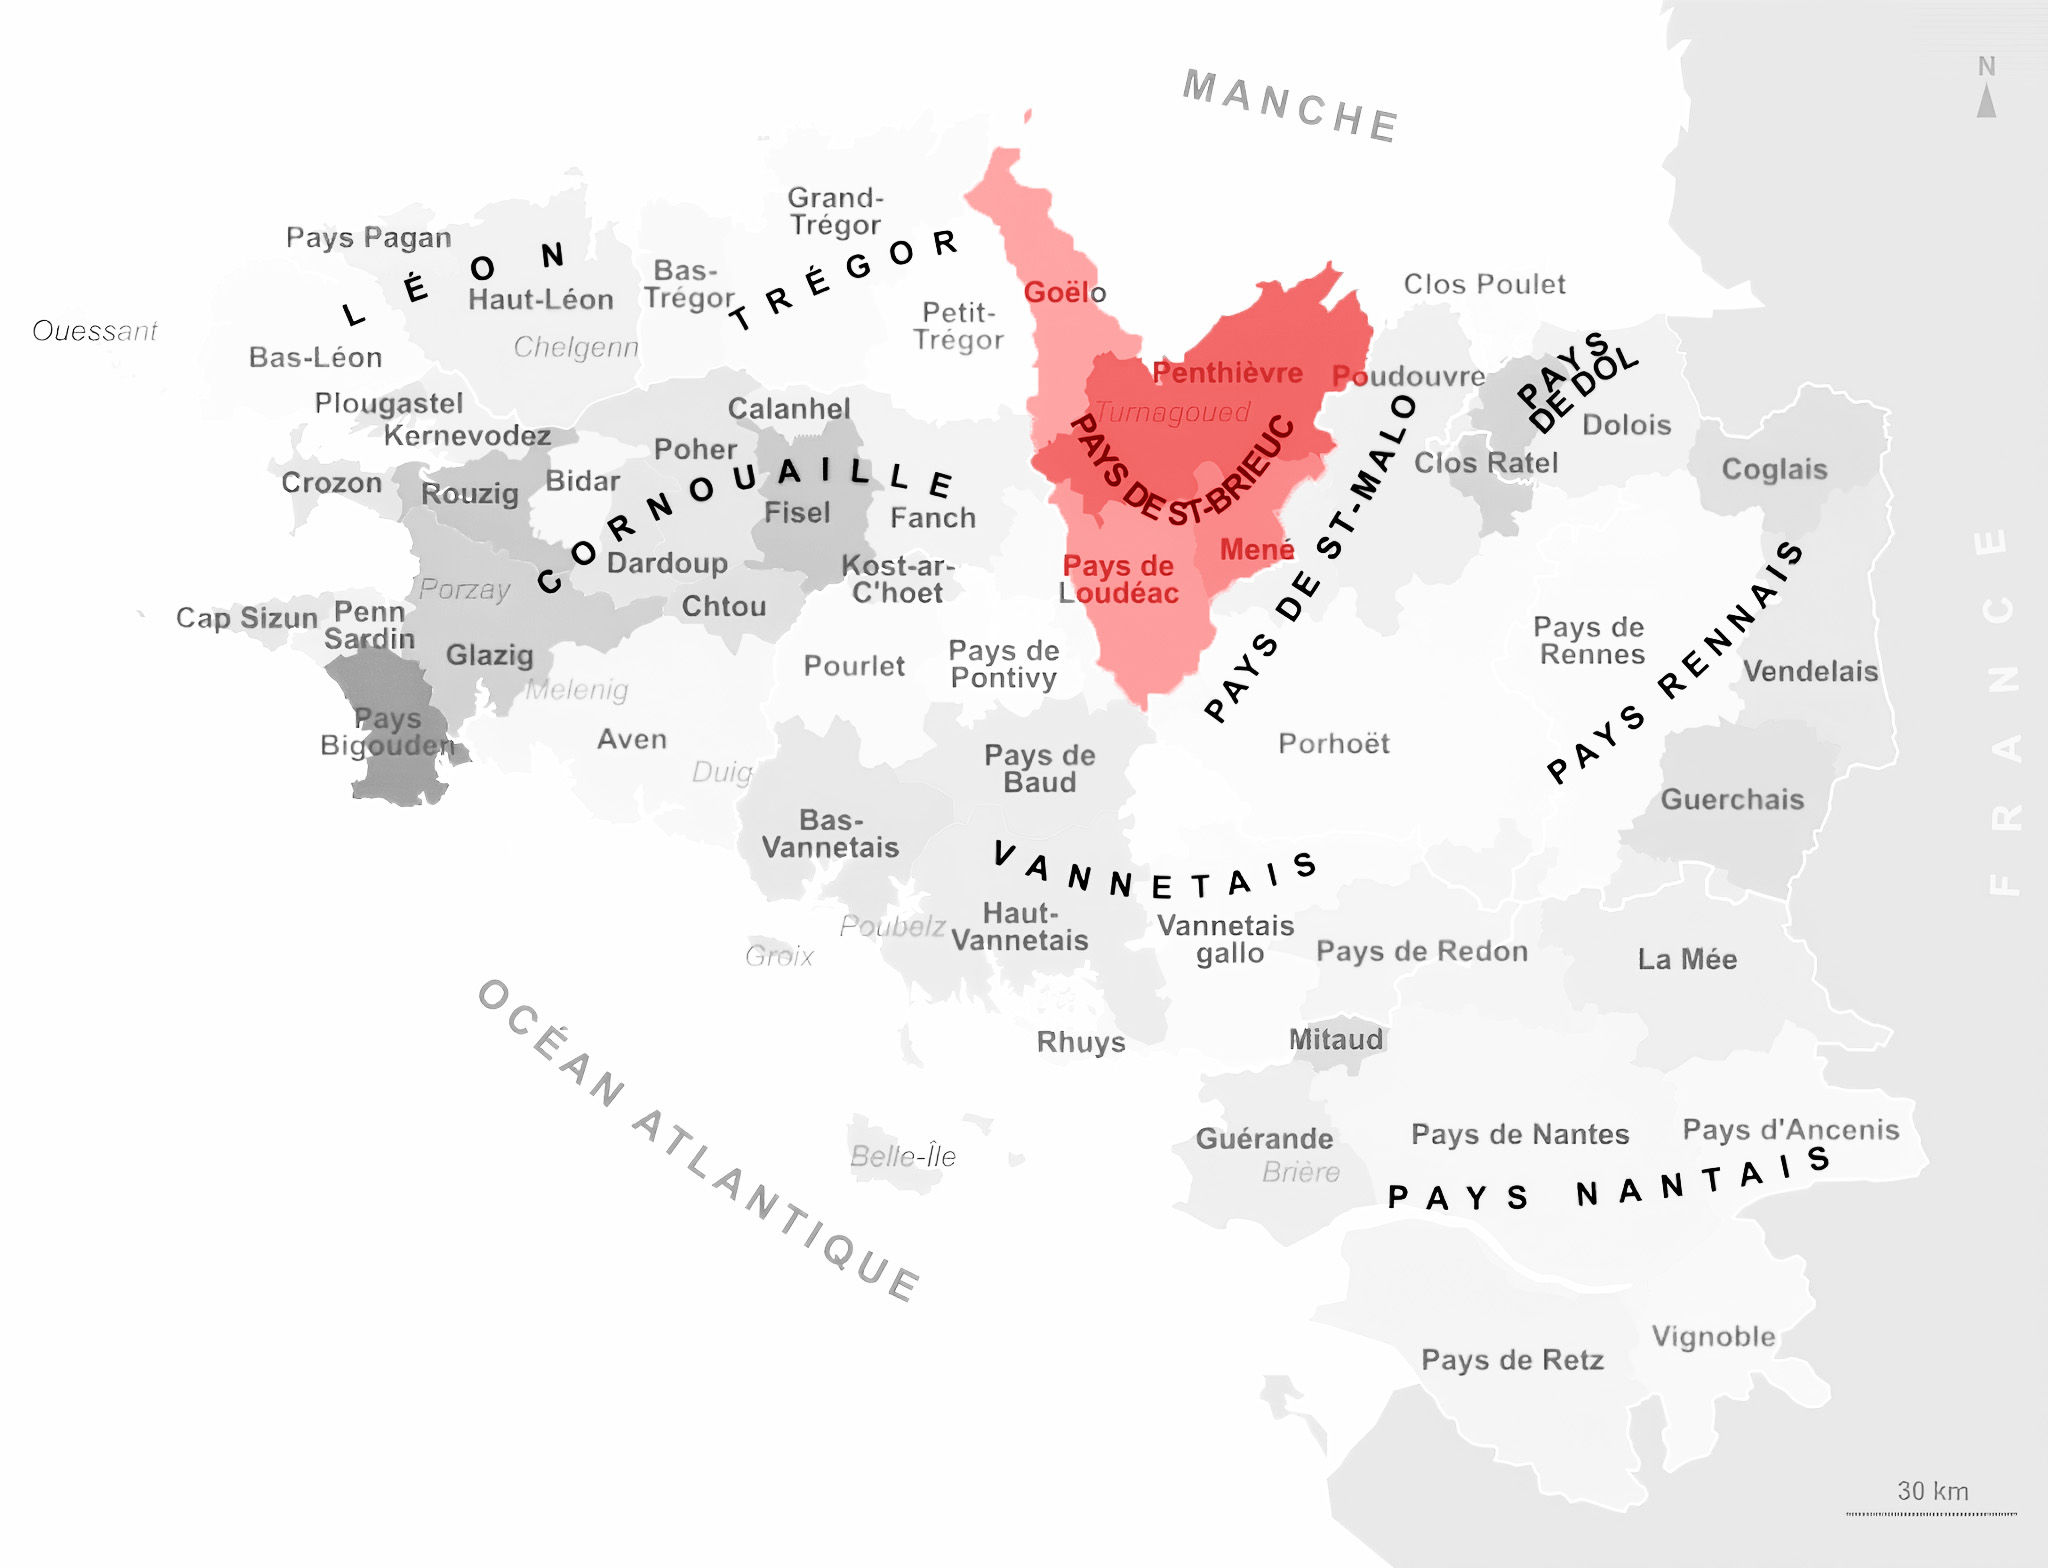 MANCHE
N
Grand-
Trégor
Pays Pagan
LÉON
TRÉGOR
Bas-
Trégor
Clos Poulet
Haut-Léon
Goëlo
Petit-
Trégor
Ouessant
Chelgenn
Bas-Léon
PAYS
DE DOL
Penthièvre
Poudouvre
Plougastel
Calanhel
Turnagoued
Dolois
Kernevodez
Poher
PAYS DE ST-BRIEUC
PAYS DE ST-MALO
Clos Ratel
Coglais
Crozon
Rouzig
Bidar
CORNOUAILLE
Fisel
Fanch
Mené
Dardoup
Kost-ar-
C'hoet
Pays de
Loudéac
Porzay
Chtou
Cap Sizun
Penn
Sardin
Pays de
Rennes
PAYS RENNAIS
FRANCE
Glazig
Pourlet
Pays de
Pontivy
Vendelais
Melenig
Pays
Bigouden
Aven
Porhoët
Duig
Pays de
Baud
Guerchais
Bas-
Vannetais
VANNETAIS
Haut-
Vannetais
Vannetais
gallo
Poubelz
Groix
Pays de Redon
La Mée
OCÉAN ATLANTIQUE
Rhuys
Mitaud
Guérande
Pays de Nantes
Pays d'Ancenis
Belle-Île
Brière
PAYS NANTAIS
Vignoble
Pays de Retz
30 km